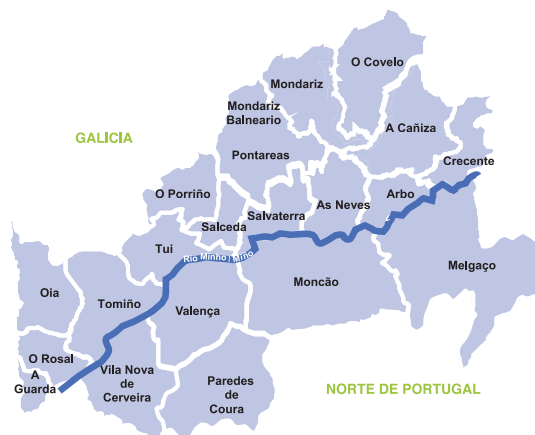 O Covelo
Mondariz
Mondariz
Balneario
A Cañiza
GALICIA
Pontareas
Crecente
O Porriño
Arbo
As Neves
Salvaterra
Salceda
Tui
Rio Minho / Miño
Melgaço
Moncão
Oia
Tomiño
Valença
O Rosal
A
Guarda
Vila Nova
de
Cerveira
Paredes
de
Coura
NORTE DE PORTUGAL